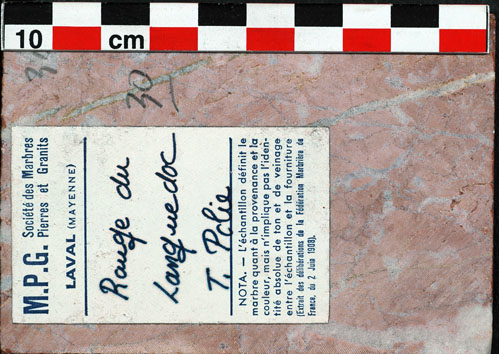 10 cm
30
30
M.P.G. Société des Marbres
Pierres et Granits
LAVAL (MAYENNE)
Rouge du
Languedoc
T. Polie
NOTA. — L'échantillon définit le
marbre quant à la provenance et la
couleur, mais n'implique pas l'iden-
tité absolue de ton et de veinage
entre l'échantillon et la fourniture
(Extrait des délibérations de la Fédération Marbrière de
France, du 2 Juin 1908).